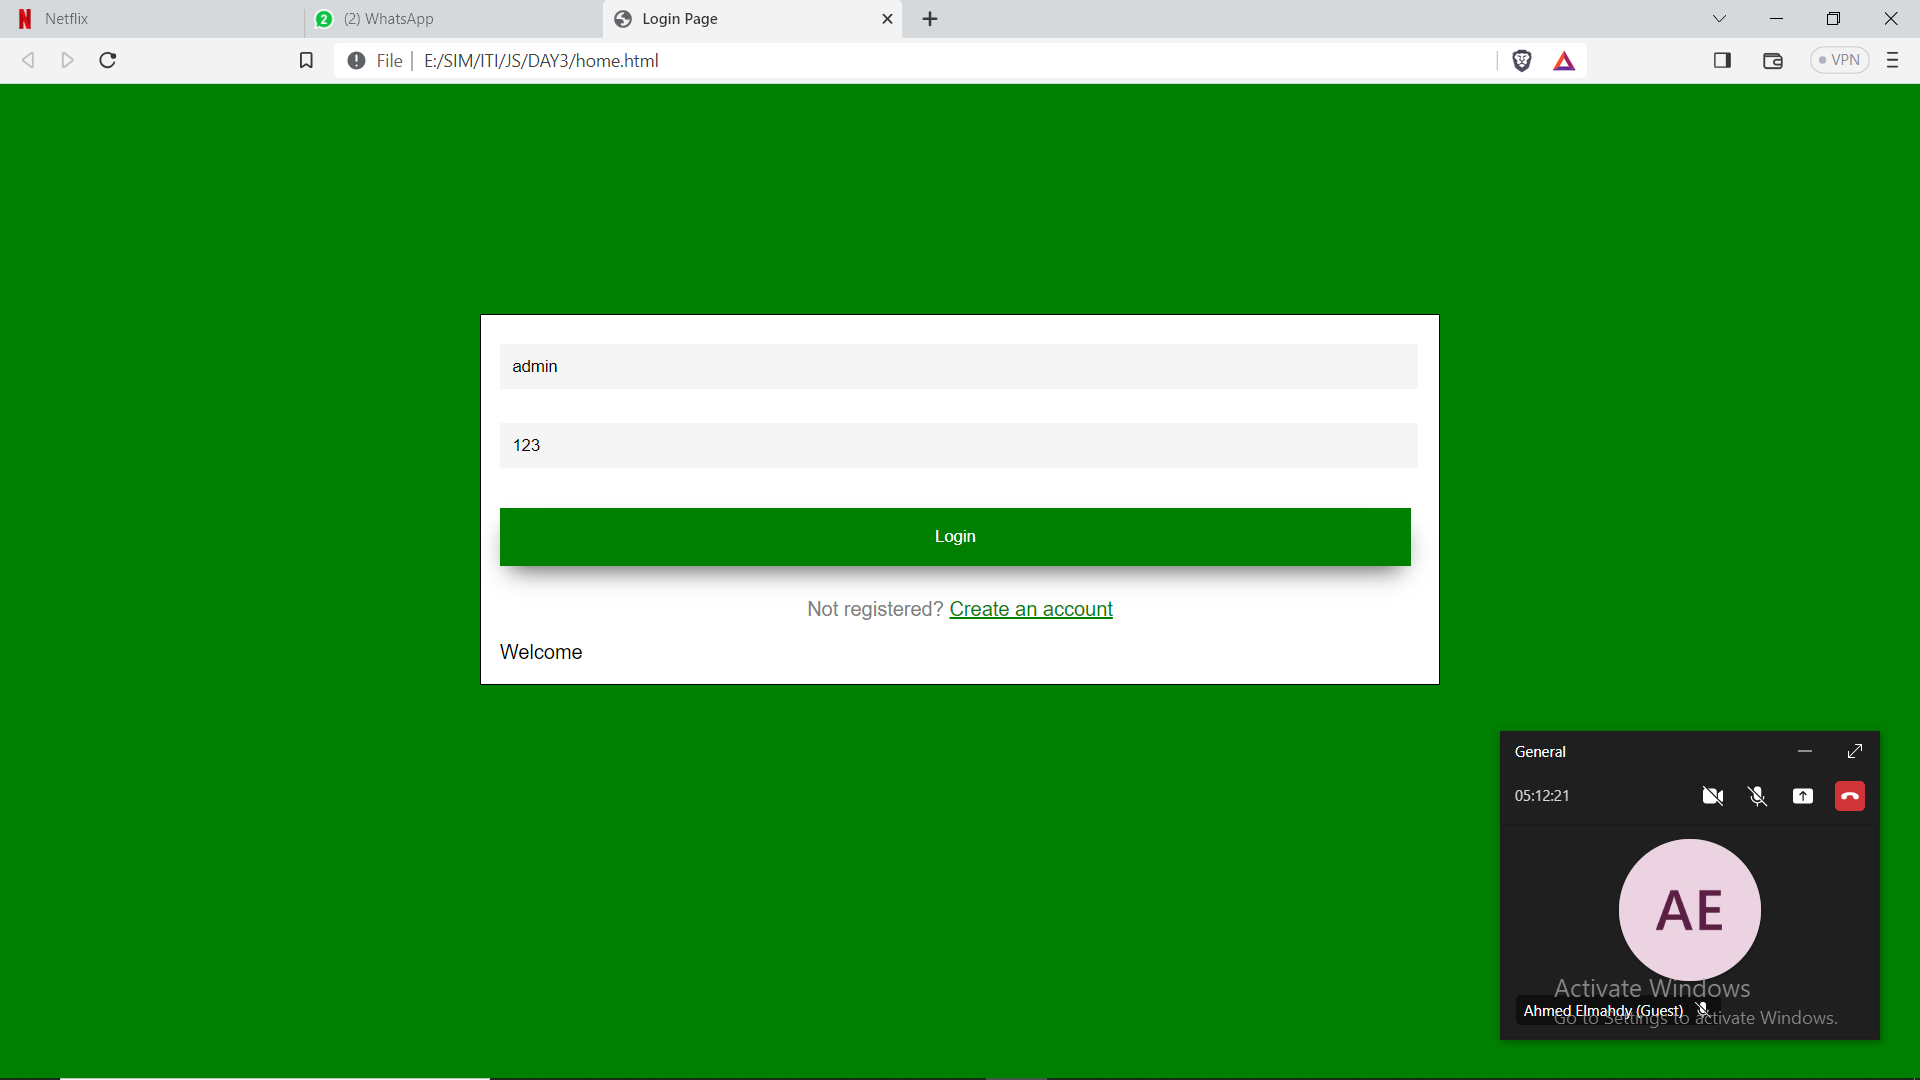 Netflix
2
(2) WhatsApp
Login Page
File
E:/SIM/ITI/JS/DAY3/home.html
VPN
admin
123
Login
Not registered? Create an account
Welcome
General
05:12:21
AE
Activate Windows
Ahmed Elmahdy (Guest)
Go to Settings to activate Windows.